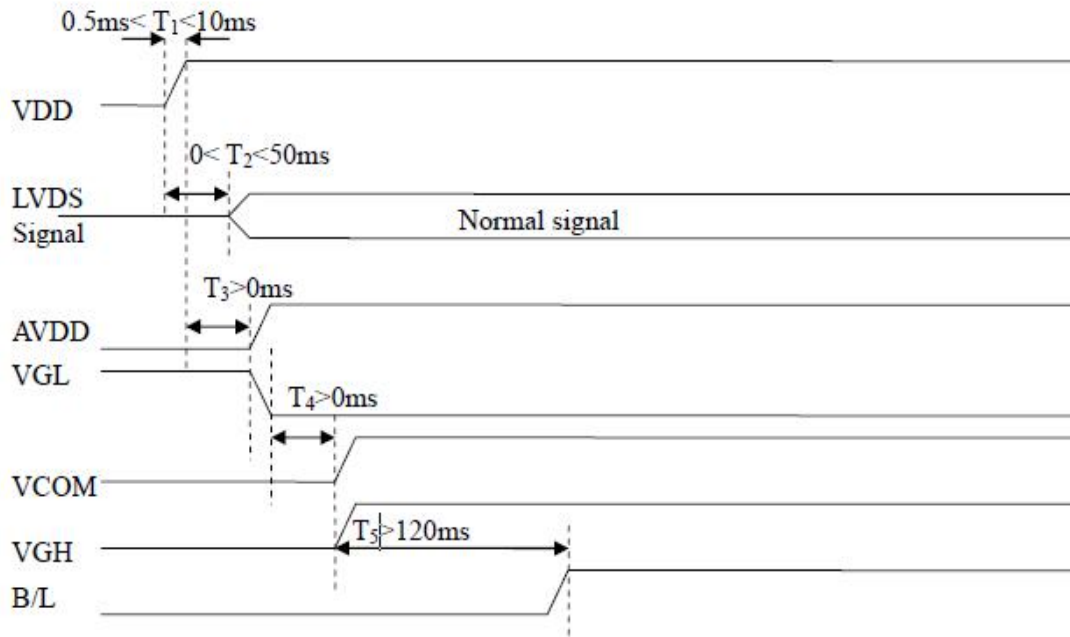 0.5ms< T₁<10ms
VDD
0< T₂<50ms
LVDS
Signal
Normal signal
T₃>0ms
AVDD
VGL
T₄>0ms
VCOM
T₅>120ms
VGH
B/L